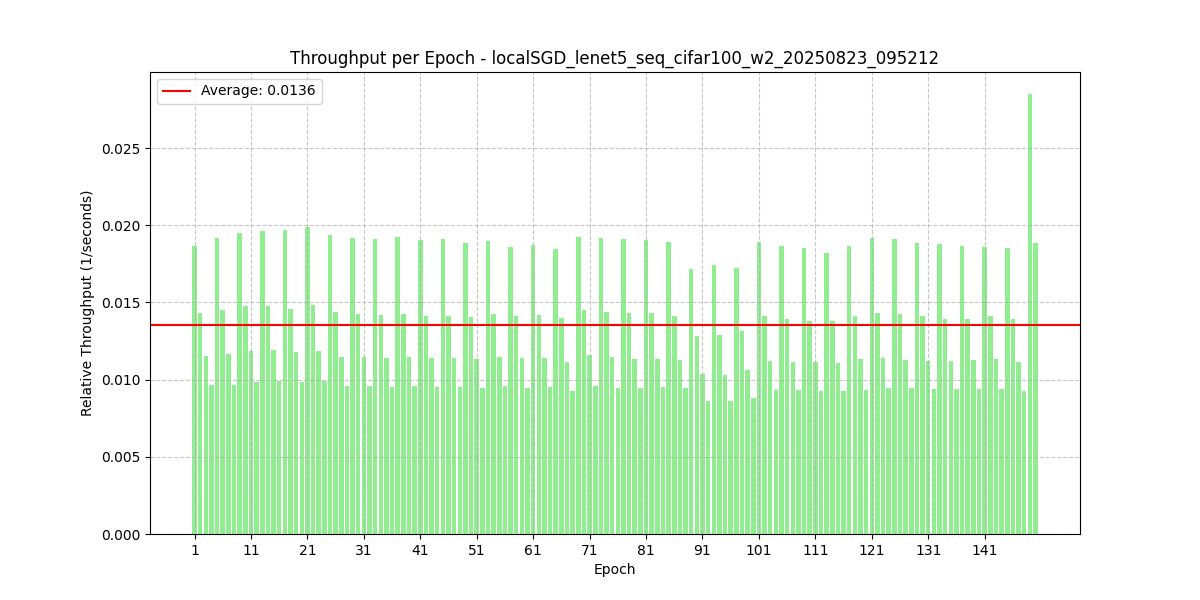 Throughput per Epoch - localSGD_lenet5_seq_cifar100_w2_20250823_095212
Average: 0.0136
Relative Throughput (1/seconds)
0.025
0.020
0.015
0.010
0.005
0.000
1 11 21 31 41 51 61 71 81 91 101 111 121 131 141
Epoch